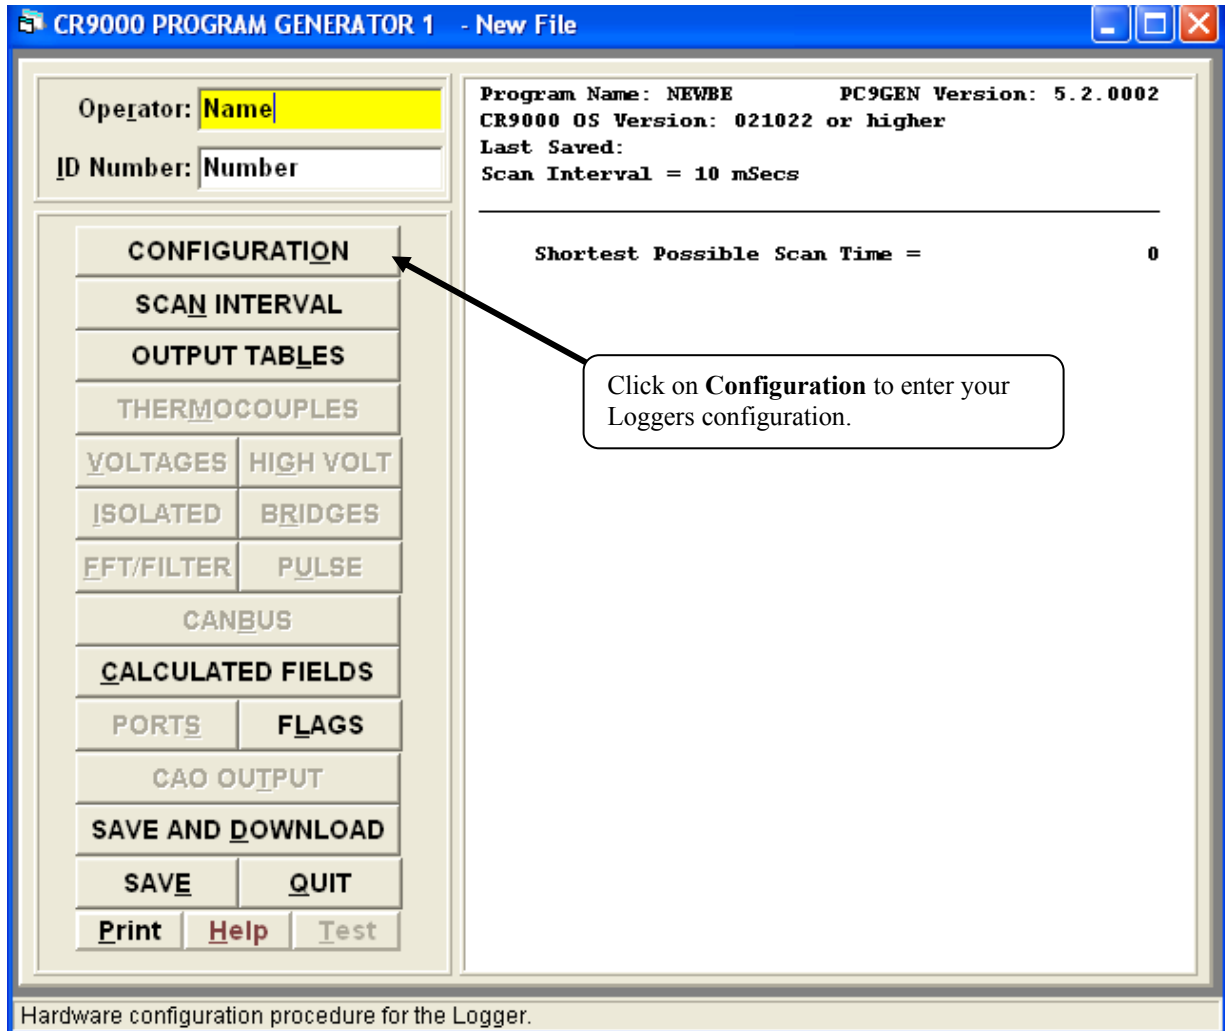 CR9000 PROGRAM GENERATOR 1 - New File
Operator: Name
ID Number: Number
CONFIGURATION
SCAN INTERVAL
OUTPUT TABLES
THERMOCOUPLES
VOLTAGES HIGH VOLT
ISOLATED BRIDGES
FFT/FILTER PULSE
CANBUS
CALCULATED FIELDS
PORTS FLAGS
CAO OUTPUT
SAVE AND DOWNLOAD
SAVE QUIT
Print Help Test
Program Name: NEWBE PC9GEN Version: 5.2.0002
CR9000 OS Version: 021022 or higher
Last Saved:
Scan Interval = 10 mSecs
Shortest Possible Scan Time = 0
Click on Configuration to enter your
Loggers configuration.
Hardware configuration procedure for the Logger.